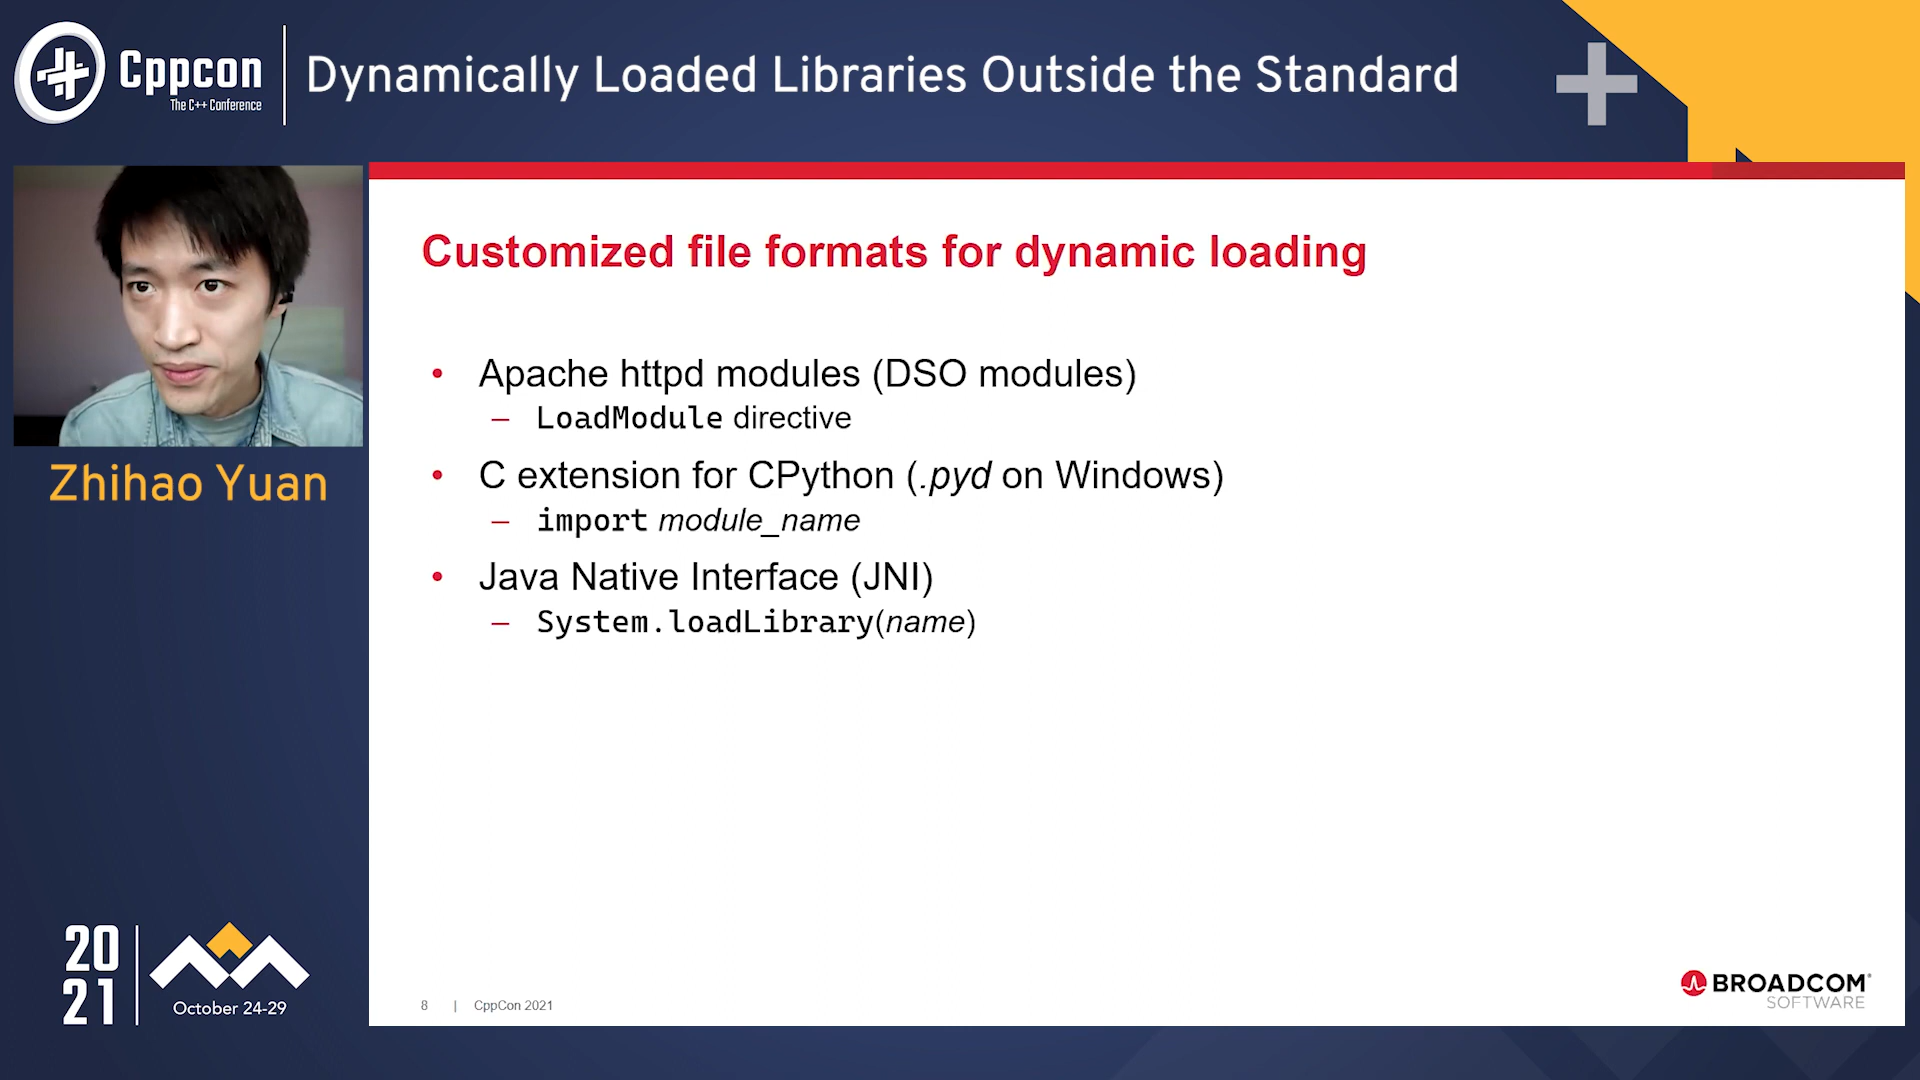 Cppcon
The C++ Conference
Dynamically Loaded Libraries Outside the Standard
Zhihao Yuan
Customized file formats for dynamic loading
• Apache httpd modules (DSO modules)
– LoadModule directive
• C extension for CPython (.pyd on Windows)
– import module_name
• Java Native Interface (JNI)
– System.loadLibrary(name)
20
21
October 24-29
8 | CppCon 2021
BROADCOM®
SOFTWARE